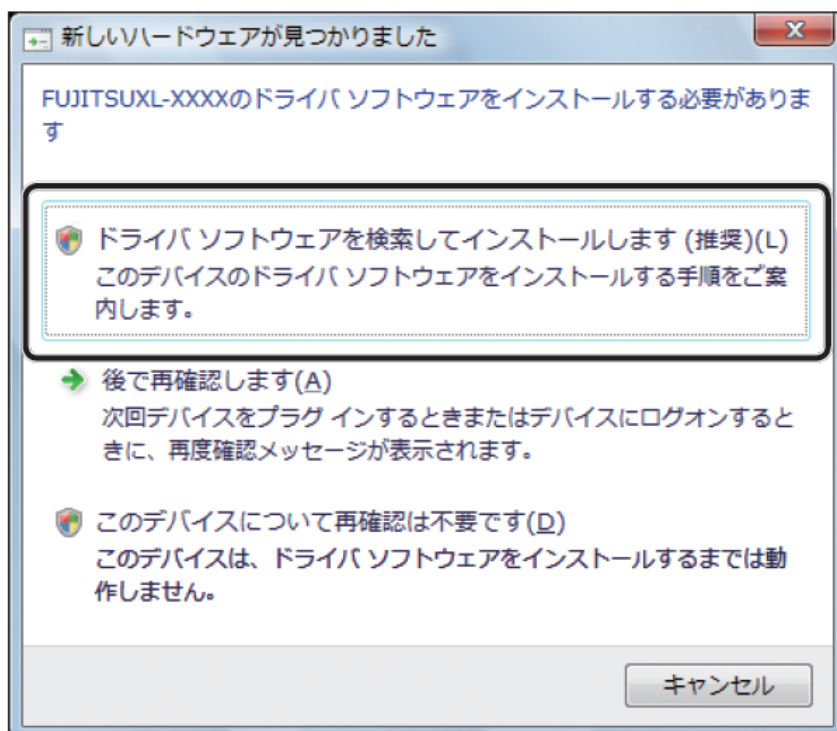 新しいハードウェアが見つかりました
FUJITSUXL-XXXXのドライバ ソフトウェアをインストールする必要がありま
す
ドライバ ソフトウェアを検索してインストールします (推奨)(L)
このデバイスのドライバ ソフトウェアをインストールする手順をご案
内します。
後で再確認します(A)
次回デバイスをプラグ インするときまたはデバイスにログオンすると
きに、再度確認メッセージが表示されます。
このデバイスについて再確認は不要です(D)
このデバイスは、ドライバ ソフトウェアをインストールするまでは動
作しません。
キャンセル